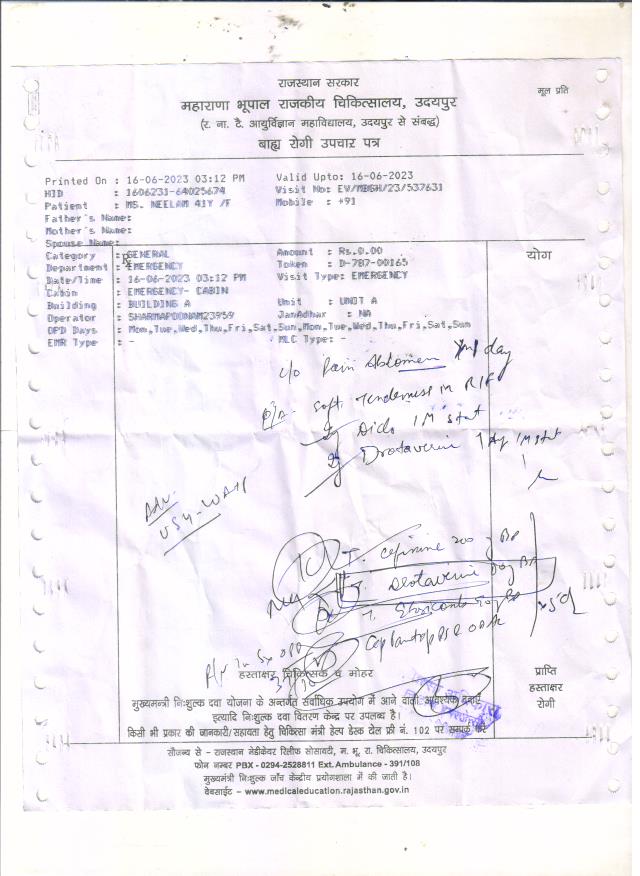 राजस्थान सरकार
मूल प्रति
महाराणा भूपाल राजकीय चिकित्सालय, उदयपुर
(र. ना. टै. आयुर्विज्ञान महाविद्यालय, उदयपुर से संबद्ध)
बाह्य रोगी उपचार पत्र
Printed On : 16-06-2023 03:12 PM Valid Upto: 16-06-2023
HID : 1606231-64025674 Visit No: EV/MBGH/23/537631
Patient : MS. NEELAM 41Y /F Mobile : +91
Father's Name:
Mother's Name:
Spouse Name:
Category : GENERAL Amount : Rs.0.00
योग
Department : EMERGENCY Token : D-787-00165
Date/Time : 16-06-2023 03:12 PM Visit Type: EMERGENCY
Cabin : EMERGENCY- CABIN
Building : BUILDING A Unit : UNIT A
Operator : SHARMAPOONAM23959 JanAdhar : NA
OPD Days : Mon,Tue,Wed,Thu,Fri,Sat,Sun,Mon,Tue,Wed,Thu,Fri,Sat,Sun
EMR Type : - MLC Type: -
c/o Pain Abdomen day
P/A- soft Tenderness in RIF
Diclo IM stat
Drotaverin IM stat
Adv.
USG-
T. 200
T. Drotaverin
T.
हस्ताक्षर चिकित्सक व मोहर
प्राप्ति
हस्ताक्षर
रोगी
मुख्यमंत्री निःशुल्क दवा योजना के अन्तर्गत सर्वाधिक उपयोग में आने वाली आवश्यक दवाई
इत्यादि निःशुल्क दवा वितरण केन्द्र पर उपलब्ध है।
किसी भी प्रकार की जानकारी/सहायता हेतु चिकित्सा मंत्री हेल्प डेस्क टोल फ्री नं. 102 पर सम्पर्क करें
सौजन्य से - राजस्थान मेडीकेयर रिलीफ सोसायटी, म. भू. रा. चिकित्सालय, उदयपुर
फोन नम्बर PBX - 0294-2528811 Ext. Ambulance - 391/108
मुख्यमंत्री निःशुल्क जाँच केन्द्रीय प्रयोगशाला में की जाती है।
वेबसाईट - www.medicaleducation.rajasthan.gov.in